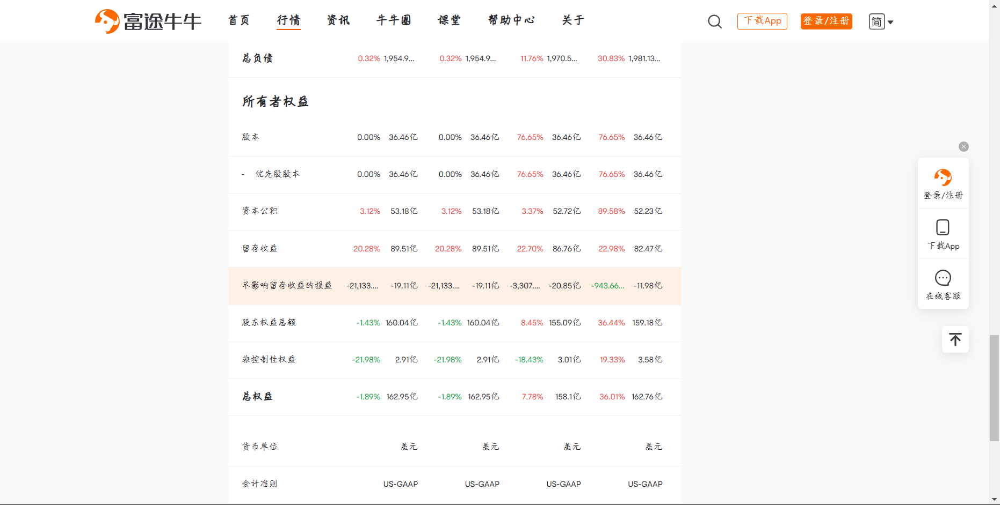 富途牛牛 首页 行情 资讯 牛牛圈 课堂 帮助中心 关于 下载App 登录/注册 简
总负债 0.32% 1,954.9... 0.32% 1,954.9... 11.76% 1,970.5... 30.83% 1,981.13...
所有者权益
股本 0.00% 36.46亿 0.00% 36.46亿 76.65% 36.46亿 76.65% 36.46亿
- 优先股股本 0.00% 36.46亿 0.00% 36.46亿 76.65% 36.46亿 76.65% 36.46亿
资本公积 3.12% 53.18亿 3.12% 53.18亿 3.37% 52.72亿 89.58% 52.23亿
留存收益 20.28% 89.51亿 20.28% 89.51亿 22.70% 86.76亿 22.98% 82.47亿
不影响留存收益的损益 -21,133.... -19.11亿 -21,133.... -19.11亿 -3,307.... -20.85亿 -943.66... -11.98亿
股东权益总额 -1.43% 160.04亿 -1.43% 160.04亿 8.45% 155.09亿 36.44% 159.18亿
非控制性权益 -21.98% 2.91亿 -21.98% 2.91亿 -18.43% 3.01亿 19.33% 3.58亿
总权益 -1.89% 162.95亿 -1.89% 162.95亿 7.78% 158.1亿 36.01% 162.76亿
货币单位 美元 美元 美元 美元
会计准则 US-GAAP US-GAAP US-GAAP US-GAAP
登录/注册
下载App
在线客服